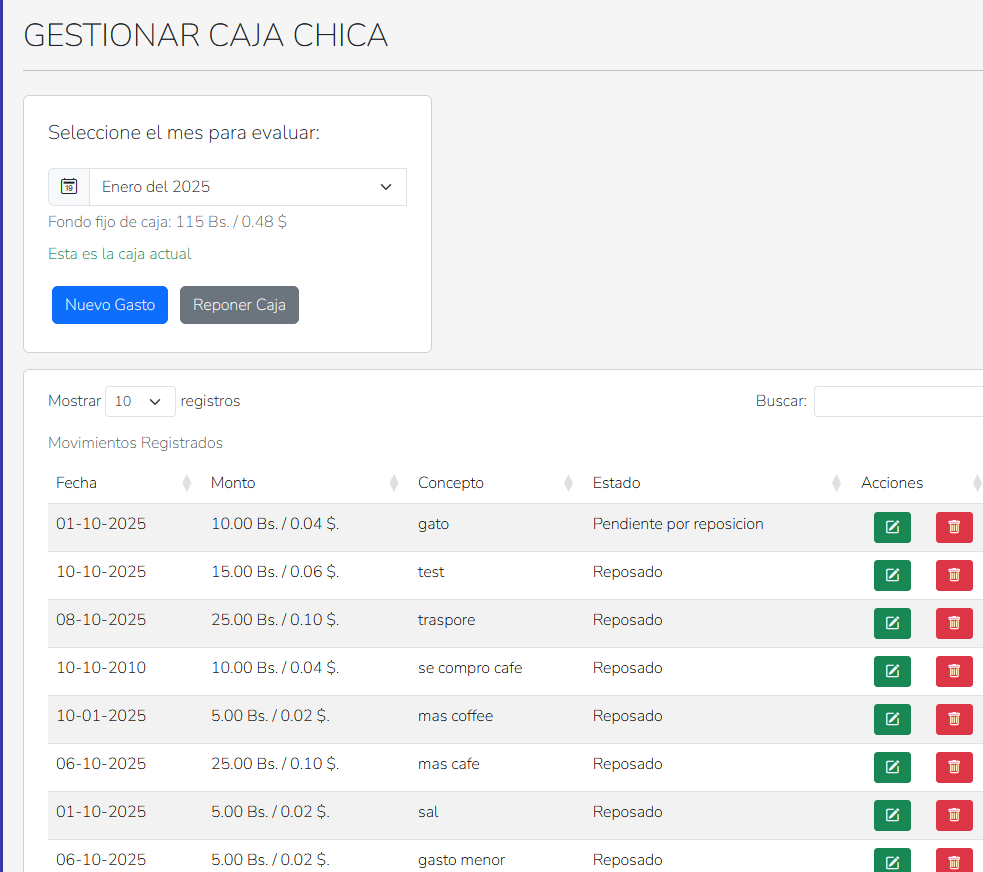 GESTIONAR CAJA CHICA
Seleccione el mes para evaluar:
19 Enero del 2025
Fondo fijo de caja: 115 Bs. / 0.48 $
Esta es la caja actual
Nuevo Gasto Reponer Caja
Mostrar 10 registros Buscar:
Movimientos Registrados
Fecha Monto Concepto Estado Acciones
01-10-2025 10.00 Bs. / 0.04 $. gato Pendiente por reposicion
10-10-2025 15.00 Bs. / 0.06 $. test Reposado
08-10-2025 25.00 Bs. / 0.10 $. traspore Reposado
10-10-2010 10.00 Bs. / 0.04 $. se compro cafe Reposado
10-01-2025 5.00 Bs. / 0.02 $. mas coffee Reposado
06-10-2025 25.00 Bs. / 0.10 $. mas cafe Reposado
01-10-2025 5.00 Bs. / 0.02 $. sal Reposado
06-10-2025 5.00 Bs. / 0.02 $. gasto menor Reposado